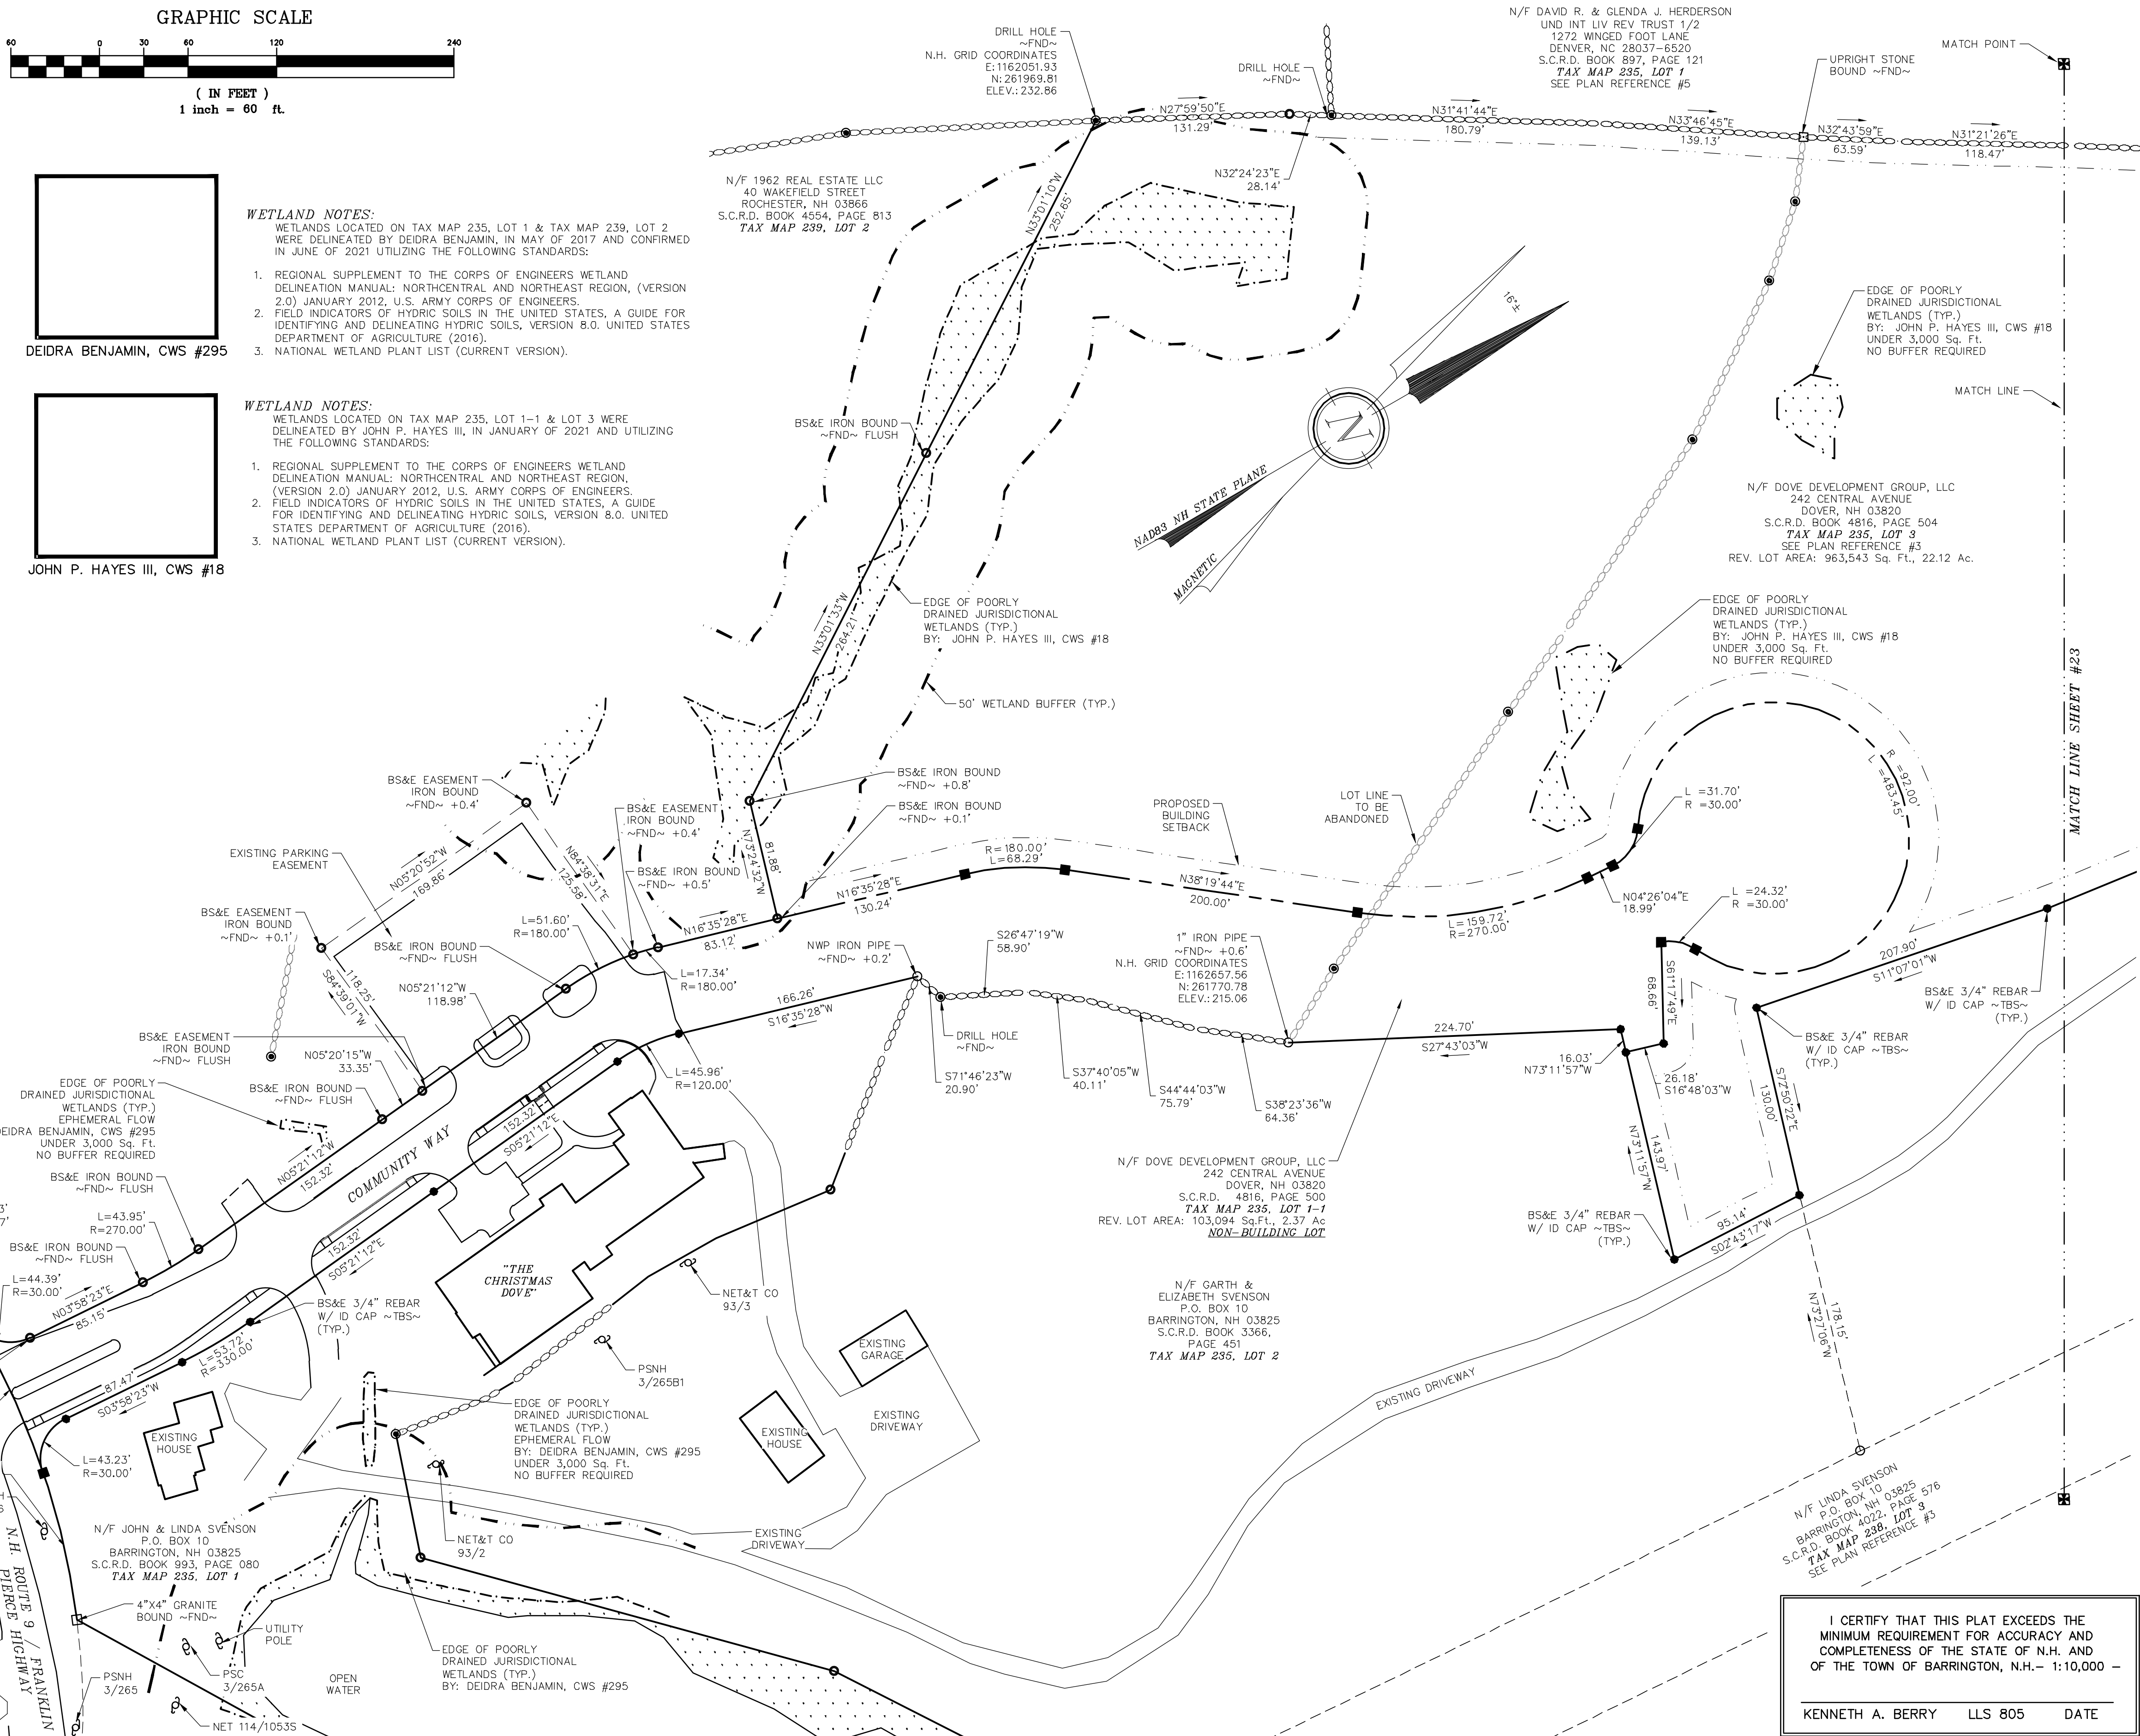 GRAPHIC SCALE
60 0 30 60 120 240
( IN FEET )
1 inch = 60 ft.
DEIDRA BENJAMIN, CWS #295
WETLAND NOTES:
WETLANDS LOCATED ON TAX MAP 235, LOT 1 & TAX MAP 239, LOT 2
WERE DELINEATED BY DEIDRA BENJAMIN, IN MAY OF 2017 AND CONFIRMED
IN JUNE OF 2021 UTILIZING THE FOLLOWING STANDARDS:
1. REGIONAL SUPPLEMENT TO THE CORPS OF ENGINEERS WETLAND
DELINEATION MANUAL: NORTHCENTRAL AND NORTHEAST REGION, (VERSION
2.0) JANUARY 2012, U.S. ARMY CORPS OF ENGINEERS.
2. FIELD INDICATORS OF HYDRIC SOILS IN THE UNITED STATES, A GUIDE FOR
IDENTIFYING AND DELINEATING HYDRIC SOILS, VERSION 8.0. UNITED STATES
DEPARTMENT OF AGRICULTURE (2016).
3. NATIONAL WETLAND PLANT LIST (CURRENT VERSION).
JOHN P. HAYES III, CWS #18
WETLAND NOTES:
WETLANDS LOCATED ON TAX MAP 235, LOT 1-1 & LOT 3 WERE
DELINEATED BY JOHN P. HAYES III, IN JANUARY OF 2021 AND UTILIZING
THE FOLLOWING STANDARDS:
1. REGIONAL SUPPLEMENT TO THE CORPS OF ENGINEERS WETLAND
DELINEATION MANUAL: NORTHCENTRAL AND NORTHEAST REGION,
(VERSION 2.0) JANUARY 2012, U.S. ARMY CORPS OF ENGINEERS.
2. FIELD INDICATORS OF HYDRIC SOILS IN THE UNITED STATES, A GUIDE
FOR IDENTIFYING AND DELINEATING HYDRIC SOILS, VERSION 8.0. UNITED
STATES DEPARTMENT OF AGRICULTURE (2016).
3. NATIONAL WETLAND PLANT LIST (CURRENT VERSION).
DRILL HOLE
~FND~
N.H. GRID COORDINATES
E:1162051.93
N:261969.81
ELEV.:232.86
DRILL HOLE
~FND~
N/F DAVID R. & GLENDA J. HERDERSON
UND INT LIV REV TRUST 1/2
1272 WINGED FOOT LANE
DENVER, NC 28037-6520
S.C.R.D. BOOK 897, PAGE 121
TAX MAP 235, LOT 1
SEE PLAN REFERENCE #5
UPRIGHT STONE
BOUND ~FND~
MATCH POINT
N27°59'50"E
131.29'
N32°24'23"E
28.14'
N31°41'44"E
180.79'
N33°46'45"E
139.13'
N32°43'59"E
63.59'
N31°21'26"E
118.47'
N/F 1962 REAL ESTATE LLC
40 WAKEFIELD STREET
ROCHESTER, NH 03866
S.C.R.D. BOOK 4554, PAGE 813
TAX MAP 239, LOT 2
N33°01'10"W
252.65'
BS&E IRON BOUND
~FND~ FLUSH
N33°01'33"W
264.21'
16°±
N
NAD83 NH STATE PLANE
MAGNETIC
EDGE OF POORLY
DRAINED JURISDICTIONAL
WETLANDS (TYP.)
BY: JOHN P. HAYES III, CWS #18
UNDER 3,000 Sq. Ft.
NO BUFFER REQUIRED
MATCH LINE
N/F DOVE DEVELOPMENT GROUP, LLC
242 CENTRAL AVENUE
DOVER, NH 03820
S.C.R.D. BOOK 4816, PAGE 504
TAX MAP 235, LOT 3
SEE PLAN REFERENCE #3
REV. LOT AREA: 963,543 Sq. Ft., 22.12 Ac.
EDGE OF POORLY
DRAINED JURISDICTIONAL
WETLANDS (TYP.)
BY: JOHN P. HAYES III, CWS #18
EDGE OF POORLY
DRAINED JURISDICTIONAL
WETLANDS (TYP.)
BY: JOHN P. HAYES III, CWS #18
UNDER 3,000 Sq. Ft.
NO BUFFER REQUIRED
MATCH LINE SHEET #23
50' WETLAND BUFFER (TYP.)
BS&E EASEMENT
IRON BOUND
~FND~ +0.4'
BS&E IRON BOUND
~FND~ +0.8'
BS&E EASEMENT
IRON BOUND
~FND~ +0.4'
BS&E IRON BOUND
~FND~ +0.1'
PROPOSED
BUILDING
SETBACK
LOT LINE
TO BE
ABANDONED
L =31.70'
R =30.00'
R =92.00'
L =483.45'
EXISTING PARKING
EASEMENT
N05°20'52"W
169.86'
N84°38'31"E
125.58'
BS&E IRON BOUND
~FND~ +0.5'
N73°24'32"W
81.88'
R=180.00'
L=68.29'
N16°35'28"E
130.24'
N38°19'44"E
200.00'
N04°26'04"E
18.99'
L =24.32'
R =30.00'
BS&E EASEMENT
IRON BOUND
~FND~ +0.1'
L=51.60'
R=180.00'
N16°35'28"E
83.12'
L=159.72'
R=270.00'
BS&E IRON BOUND
~FND~ FLUSH
NWP IRON PIPE
~FND~ +0.2'
S26°47'19"W
58.90'
1" IRON PIPE
~FND~ +0.6'
N.H. GRID COORDINATES
E:1162657.56
N:261770.78
ELEV.:215.06
S61°17'49"E
68.66'
207.90'
S11°07'01"W
118.25'
S84°39'01"W
N05°21'12"W
118.98'
L=17.34'
R=180.00'
166.26'
S16°35'28"W
BS&E 3/4" REBAR
W/ ID CAP ~TBS~
(TYP.)
BS&E EASEMENT
IRON BOUND
~FND~ FLUSH
N05°20'15"W
33.35'
DRILL HOLE
~FND~
224.70'
S27°43'03"W
BS&E 3/4" REBAR
W/ ID CAP ~TBS~
(TYP.)
16.03'
N73°11'57"W
26.18'
S16°48'03"W
EDGE OF POORLY
DRAINED JURISDICTIONAL
WETLANDS (TYP.)
EPHEMERAL FLOW
EIDRA BENJAMIN, CWS #295
UNDER 3,000 Sq. Ft.
NO BUFFER REQUIRED
BS&E IRON BOUND
~FND~ FLUSH
L=45.96'
R=120.00'
S71°46'23"W
20.90'
S37°40'05"W
40.11'
S44°44'03"W
75.79'
S38°23'36"W
64.36'
S72°50'22"E
130.00'
152.32'
S05°21'12"E
N05°21'12"W
152.32'
COMMUNITY WAY
143.97'
N73°11'57"W
BS&E IRON BOUND
~FND~ FLUSH
N/F DOVE DEVELOPMENT GROUP, LLC
242 CENTRAL AVENUE
DOVER, NH 03820
S.C.R.D. 4816, PAGE 500
TAX MAP 235, LOT 1-1
REV. LOT AREA: 103,094 Sq.Ft., 2.37 Ac
NON-BUILDING LOT
L=43.95'
R=270.00'
BS&E 3/4" REBAR
W/ ID CAP ~TBS~
(TYP.)
95.14'
S02°43'17"W
BS&E IRON BOUND
~FND~ FLUSH
152.32'
S05°21'12"E
"THE
CHRISTMAS
DOVE"
L=44.39'
R=30.00'
N03°58'23"E
85.15'
BS&E 3/4" REBAR
W/ ID CAP ~TBS~
(TYP.)
NET&T CO
93/3
N/F GARTH &
ELIZABETH SVENSON
P.O. BOX 10
BARRINGTON, NH 03825
S.C.R.D. BOOK 3366,
PAGE 451
TAX MAP 235, LOT 2
178.15'
N73°27'06"W
L=53.72'
R=330.00'
PSNH
3/265B1
EXISTING
GARAGE
87.47'
S03°58'23"W
EXISTING DRIVEWAY
EXISTING
HOUSE
EDGE OF POORLY
DRAINED JURISDICTIONAL
WETLANDS (TYP.)
EPHEMERAL FLOW
BY: DEIDRA BENJAMIN, CWS #295
UNDER 3,000 Sq. Ft.
NO BUFFER REQUIRED
EXISTING
HOUSE
EXISTING
DRIVEWAY
L=43.23'
R=30.00'
N/F LINDA SVENSON
P.O. BOX 10
BARRINGTON, NH 03825
S.C.R.D. BOOK 4022, PAGE 576
TAX MAP 238, LOT 3
SEE PLAN REFERENCE #3
N/F JOHN & LINDA SVENSON
P.O. BOX 10
BARRINGTON, NH 03825
S.C.R.D. BOOK 993, PAGE 080
TAX MAP 235, LOT 1
NET&T CO
93/2
EXISTING
DRIVEWAY
N.H. ROUTE 9 / FRANKLIN
PIERCE HIGHWAY
4"X4" GRANITE
BOUND ~FND~
UTILITY
POLE
PSNH
3/265
PSC
3/265A
NET 114/1053S
OPEN
WATER
EDGE OF POORLY
DRAINED JURISDICTIONAL
WETLANDS (TYP.)
BY: DEIDRA BENJAMIN, CWS #295
I CERTIFY THAT THIS PLAT EXCEEDS THE
MINIMUM REQUIREMENT FOR ACCURACY AND
COMPLETENESS OF THE STATE OF N.H. AND
OF THE TOWN OF BARRINGTON, N.H.- 1:10,000 -
KENNETH A. BERRY LLS 805 DATE